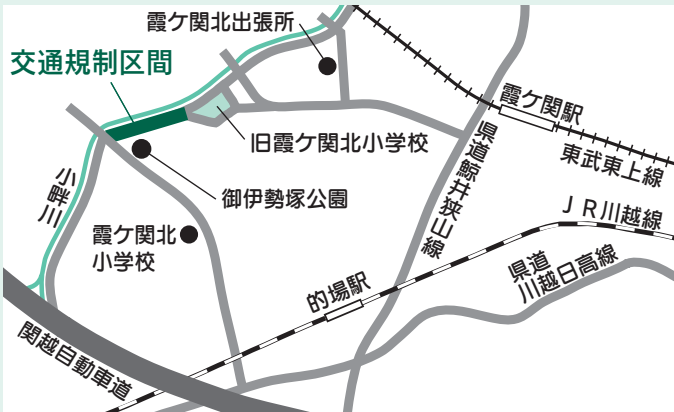 霞ケ関北出張所
交通規制区間
霞ケ関駅
旧霞ケ関北小学校
東武東上線
県道鯨井狭山線
小畔川
御伊勢塚公園
霞ケ関北
小学校
JR川越線
県道
川越日高線
的場駅
関越自動車道